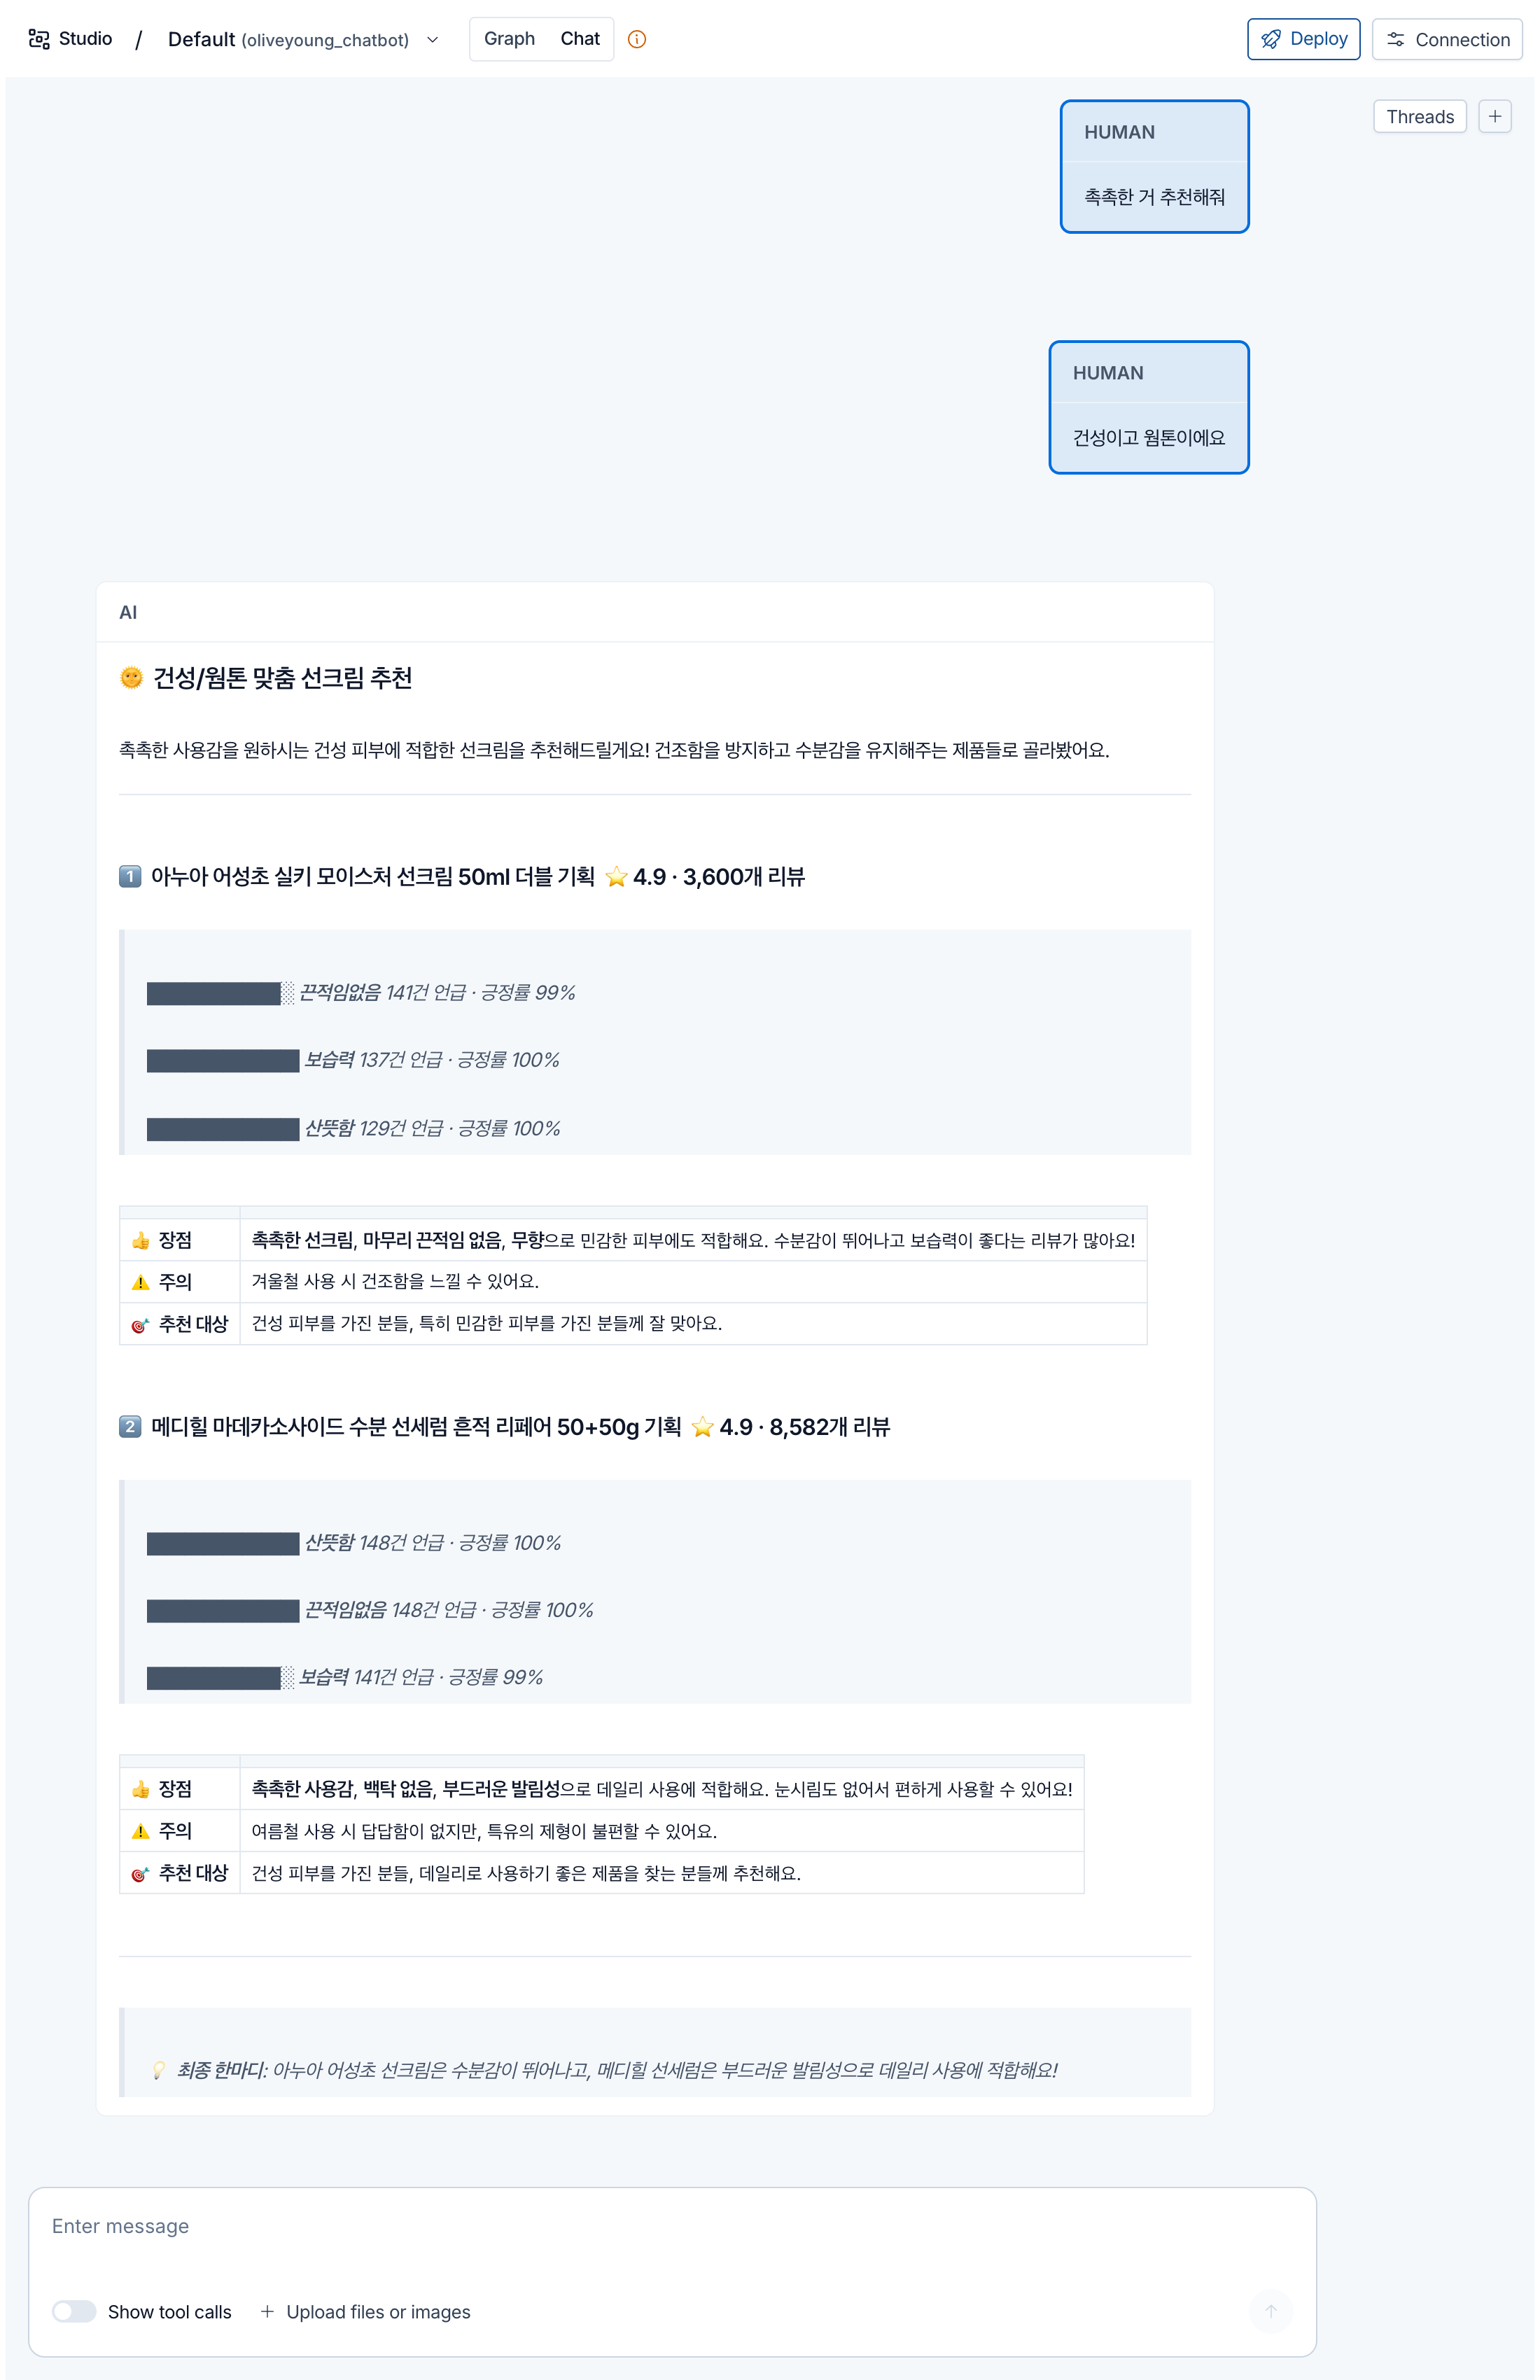 Studio / Default (oliveyoung_chatbot) Graph Chat Deploy Connection
Threads +
HUMAN
촉촉한 거 추천해줘
HUMAN
건성이고 웜톤이에요
AI
🌞 건성/웜톤 맞춤 선크림 추천
촉촉한 사용감을 원하시는 건성 피부에 적합한 선크림을 추천해드릴게요! 건조함을 방지하고 수분감을 유지해주는 제품들로 골라봤어요.
1️⃣ 아누아 어성초 실키 모이스처 선크림 50ml 더블 기획 ⭐ 4.9 · 3,600개 리뷰
끈적임없음 141건 언급 · 긍정률 99%
보습력 137건 언급 · 긍정률 100%
산뜻함 129건 언급 · 긍정률 100%
👍 장점 촉촉한 선크림, 마무리 끈적임 없음, 무향으로 민감한 피부에도 적합해요. 수분감이 뛰어나고 보습력이 좋다는 리뷰가 많아요!
⚠️ 주의 겨울철 사용 시 건조함을 느낄 수 있어요.
🎯 추천 대상 건성 피부를 가진 분들, 특히 민감한 피부를 가진 분들께 잘 맞아요.
2️⃣ 메디힐 마데카소사이드 수분 선세럼 흔적 리페어 50+50g 기획 ⭐ 4.9 · 8,582개 리뷰
산뜻함 148건 언급 · 긍정률 100%
끈적임없음 148건 언급 · 긍정률 100%
보습력 141건 언급 · 긍정률 99%
👍 장점 촉촉한 사용감, 백탁 없음, 부드러운 발림성으로 데일리 사용에 적합해요. 눈시림도 없어서 편하게 사용할 수 있어요!
⚠️ 주의 여름철 사용 시 답답함이 없지만, 특유의 제형이 불편할 수 있어요.
🎯 추천 대상 건성 피부를 가진 분들, 데일리로 사용하기 좋은 제품을 찾는 분들께 추천해요.
💡 최종 한마디: 아누아 어성초 선크림은 수분감이 뛰어나고, 메디힐 선세럼은 부드러운 발림성으로 데일리 사용에 적합해요!
Enter message
Show tool calls + Upload files or images